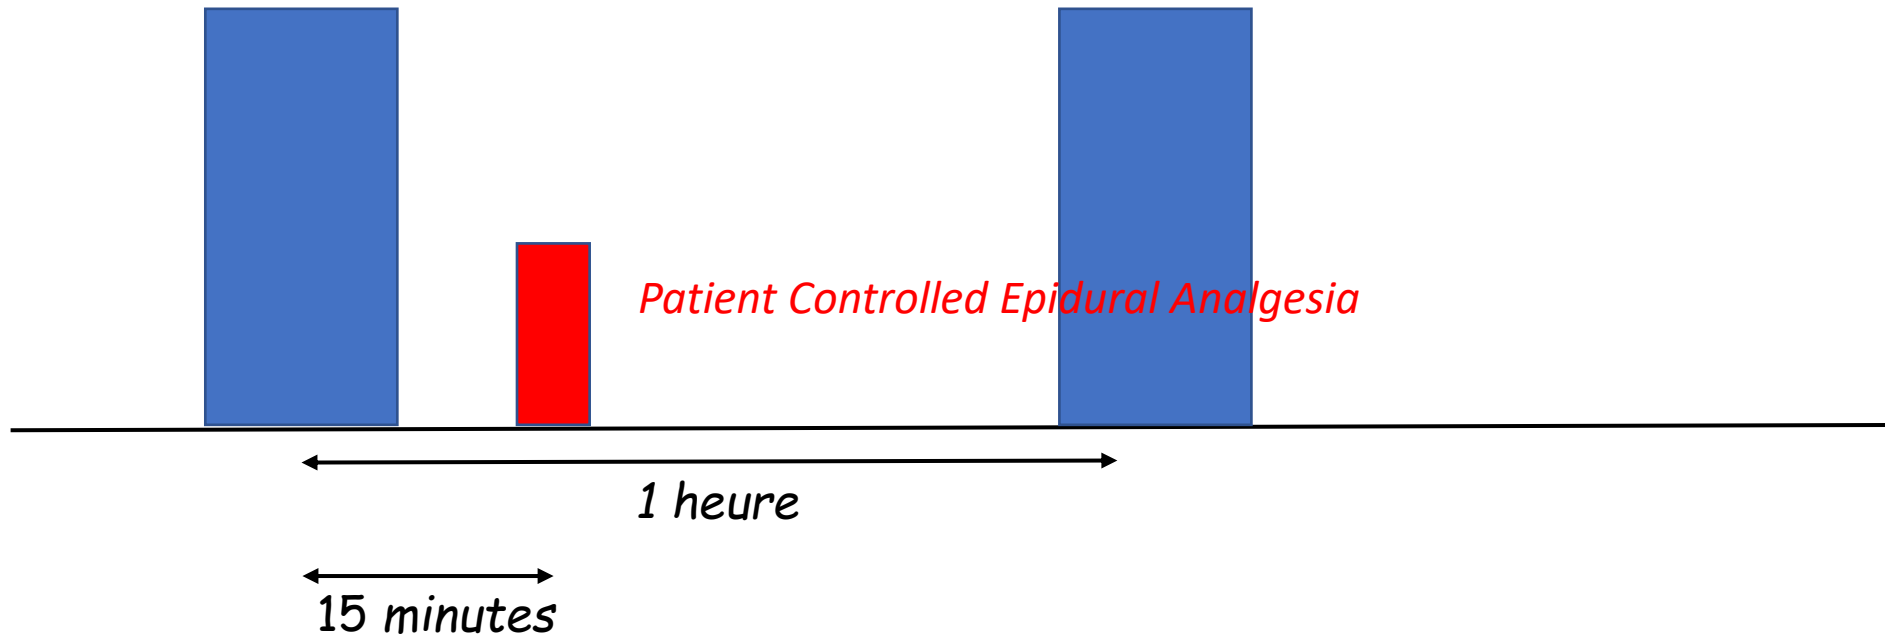 Patient Controlled Epidural Analgesia
1 heure
15 minutes